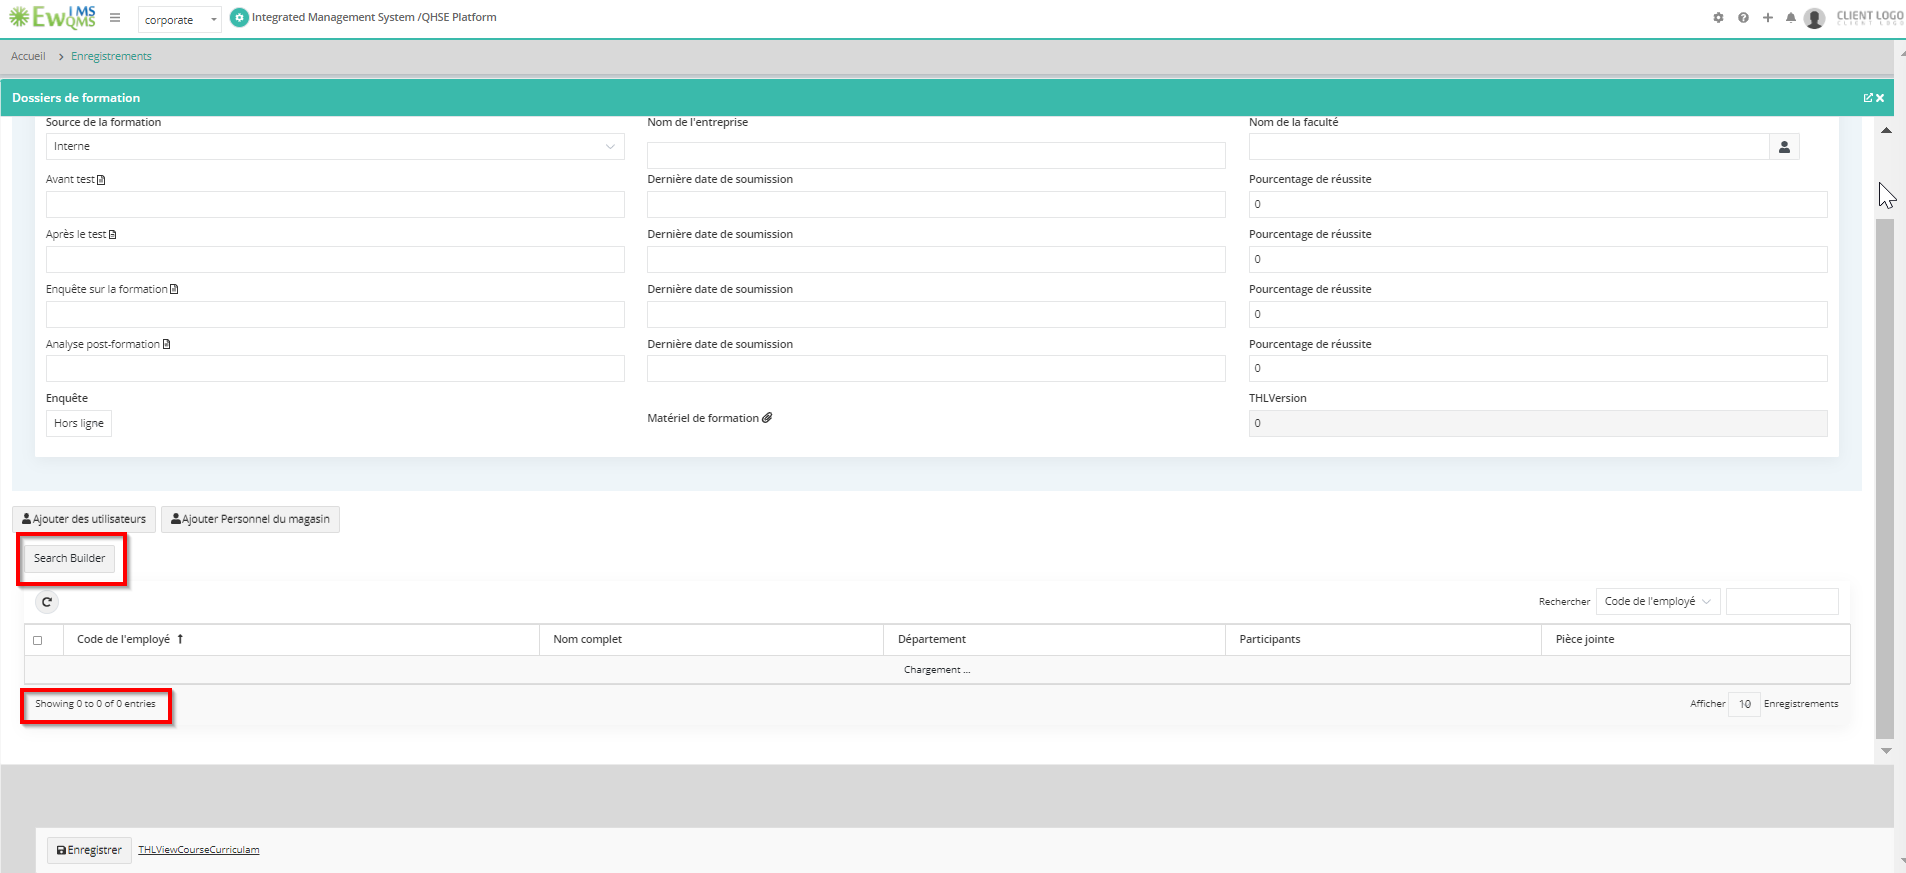 EwQMS IMS
corporate
Integrated Management System /QHSE Platform
CLIENT LOGO
Accueil > Enregistrements
Dossiers de formation
Source de la formation
Nom de l'entreprise
Nom de la faculté
Interne
Avant test
Dernière date de soumission
Pourcentage de réussite
0
Après le test
Dernière date de soumission
Pourcentage de réussite
0
Enquête sur la formation
Dernière date de soumission
Pourcentage de réussite
0
Analyse post-formation
Dernière date de soumission
Pourcentage de réussite
0
Enquête
Hors ligne
Matériel de formation
THLVersion
0
Ajouter des utilisateurs
Ajouter Personnel du magasin
Search Builder
Rechercher
Code de l'employé
Code de l'employé
Nom complet
Département
Participants
Pièce jointe
Chargement ...
Showing 0 to 0 of 0 entries
Afficher 10 Enregistrements
Enregistrer
THLViewCourseCurriculam